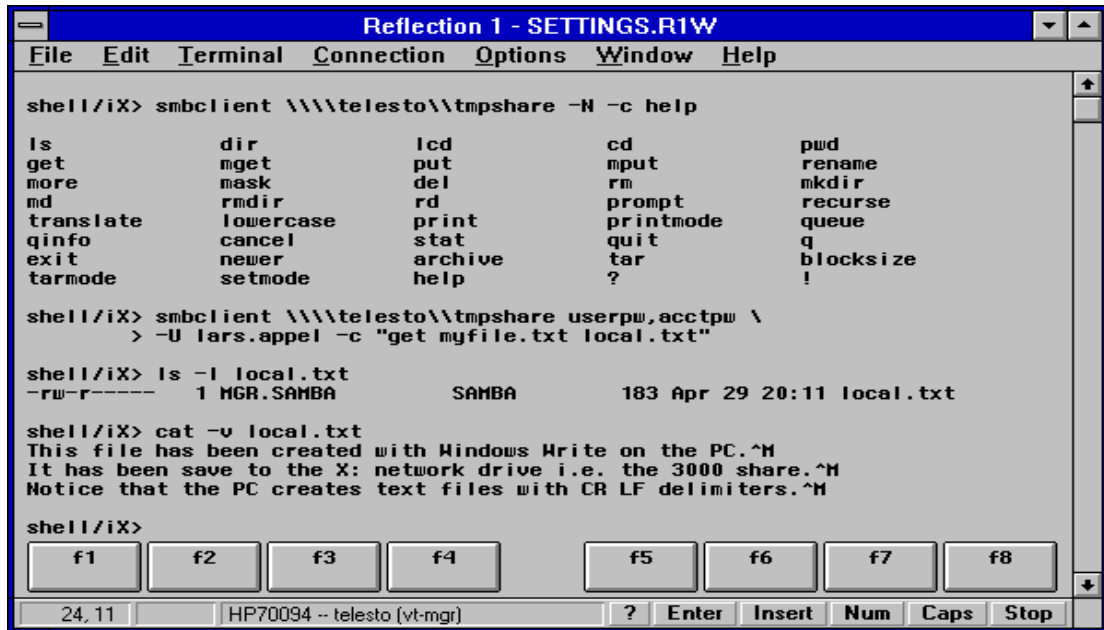 Reflection 1 - SETTINGS.R1W
File Edit Terminal Connection Options Window Help
shell/iX> smbclient \\\\telesto\\tmpshare -N -c help
ls dir lcd cd pwd
get mget put mput rename
more mask del rm mkdir
md rmdir rd prompt recurse
translate lowercase print printmode queue
qinfo cancel stat quit q
exit newer archive tar blocksize
tarmode setmode help ? !
shell/iX> smbclient \\\\telesto\\tmpshare userpw,acctpw \
> -U lars.appel -c "get myfile.txt local.txt"
shell/iX> ls -l local.txt
-rw-r----- 1 MGR.SAMBA SAMBA 183 Apr 29 20:11 local.txt
shell/iX> cat -v local.txt
This file has been created with Windows Write on the PC.^M
It has been save to the X: network drive i.e. the 3000 share.^M
Notice that the PC creates text files with CR LF delimiters.^M
shell/iX>
f1 f2 f3 f4 f5 f6 f7 f8
24, 11 HP70094 -- telesto (vt-mgr) ? Enter Insert Num Caps Stop